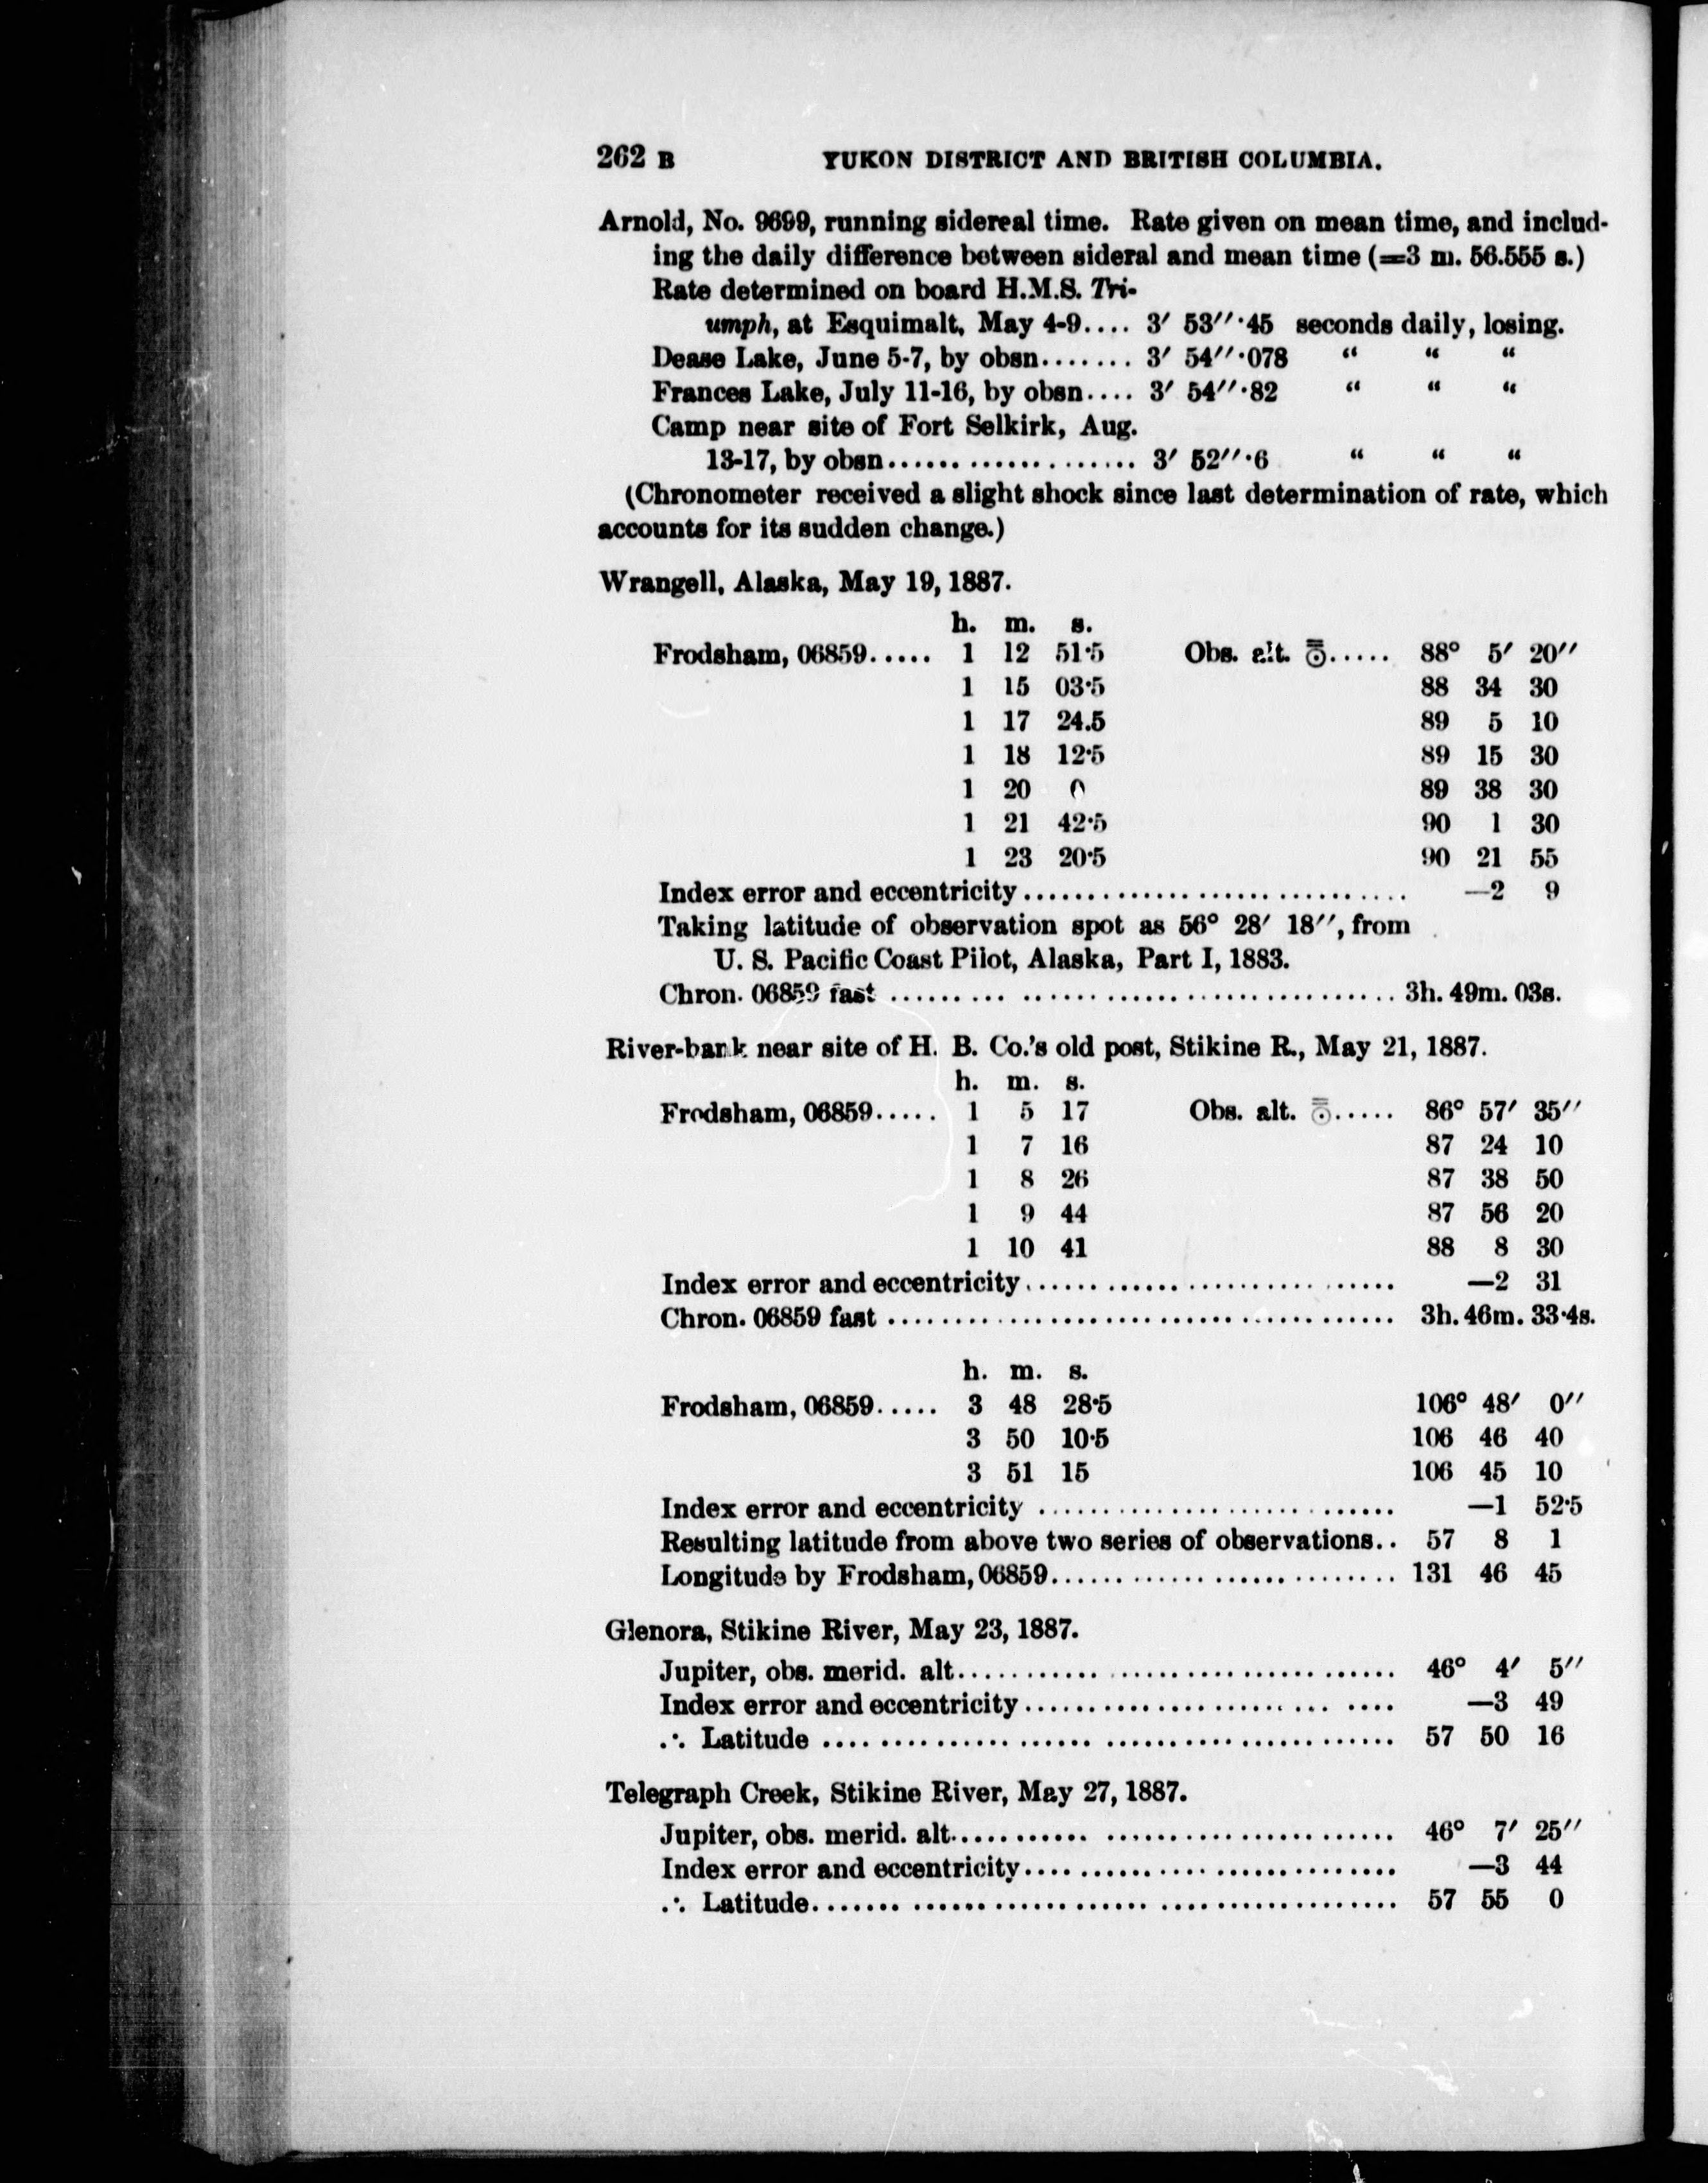 262 B YUKON DISTRICT AND BRITISH COLUMBIA.
Arnold, No. 9699, running sidereal time. Rate given on mean time, and includ-
ing the daily difference between sideral and mean time (=3 m. 56.555 s.)
Rate determined on board H.M.S. Tri-
umph, at Esquimalt, May 4-9.... 3′ 53′′·45 seconds daily, losing.
Dease Lake, June 5-7, by obsn....... 3′ 54′′·078 “ “ “
Frances Lake, July 11-16, by obsn.... 3′ 54′′·82 “ “ “
Camp near site of Fort Selkirk, Aug.
13-17, by obsn...................... 3′ 52′′·6 “ “ “
(Chronometer received a slight shock since last determination of rate, which
accounts for its sudden change.)
Wrangell, Alaska, May 19, 1887.
h. m. s.
Frodsham, 06859..... 1 12 51·5 Obs. alt. ☉̿..... 88° 5′ 20′′
1 15 03·5 88 34 30
1 17 24.5 89 5 10
1 18 12·5 89 15 30
1 20 0 89 38 30
1 21 42·5 90 1 30
1 23 20·5 90 21 55
Index error and eccentricity................................ —2 9
Taking latitude of observation spot as 56° 28′ 18′′, from
U. S. Pacific Coast Pilot, Alaska, Part I, 1883.
Chron. 06859 fast ........................................ 3h. 49m. 03s.
River-bank near site of H. B. Co.'s old post, Stikine R., May 21, 1887.
h. m. s.
Frodsham, 06859..... 1 5 17 Obs. alt. ☉̿..... 86° 57′ 35′′
1 7 16 87 24 10
1 8 26 87 38 50
1 9 44 87 56 20
1 10 41 88 8 30
Index error and eccentricity............................... —2 31
Chron. 06859 fast ........................................ 3h. 46m. 33·4s.
h. m. s.
Frodsham, 06859..... 3 48 28·5 106° 48′ 0′′
3 50 10·5 106 46 40
3 51 15 106 45 10
Index error and eccentricity ............................. —1 52·5
Resulting latitude from above two series of observations.. 57 8 1
Longitude by Frodsham, 06859............................ 131 46 45
Glenora, Stikine River, May 23, 1887.
Jupiter, obs. merid. alt.................................... 46° 4′ 5′′
Index error and eccentricity............................... —3 49
∴ Latitude ............................................... 57 50 16
Telegraph Creek, Stikine River, May 27, 1887.
Jupiter, obs. merid. alt.................................... 46° 7′ 25′′
Index error and eccentricity............................... —3 44
∴ Latitude................................................ 57 55 0